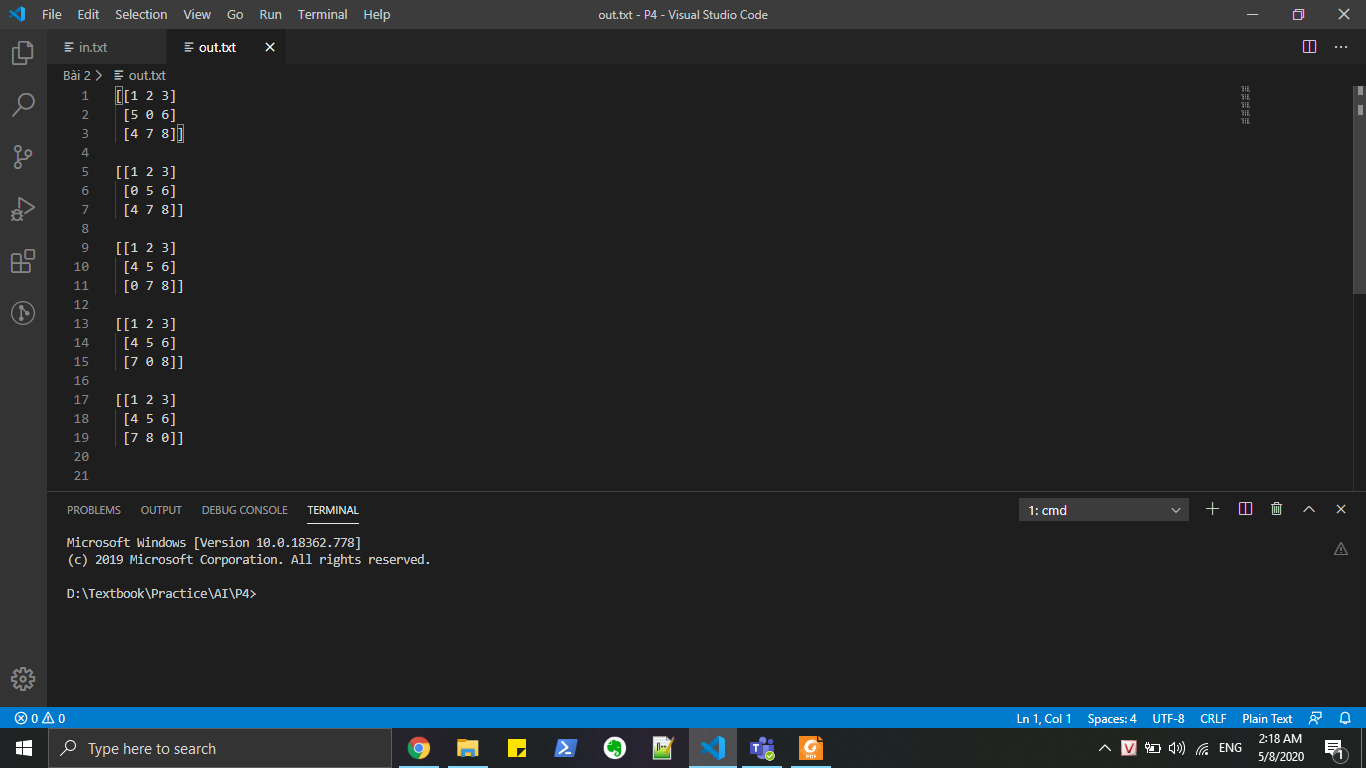 File Edit Selection View Go Run Terminal Help out.txt - P4 - Visual Studio Code
in.txt out.txt
Bài 2 > out.txt
1 [[1 2 3]
2 [5 0 6]
3 [4 7 8]]
4
5 [[1 2 3]
6 [0 5 6]
7 [4 7 8]]
8
9 [[1 2 3]
10 [4 5 6]
11 [0 7 8]]
12
13 [[1 2 3]
14 [4 5 6]
15 [7 0 8]]
16
17 [[1 2 3]
18 [4 5 6]
19 [7 8 0]]
20
21
PROBLEMS OUTPUT DEBUG CONSOLE TERMINAL 1: cmd
Microsoft Windows [Version 10.0.18362.778]
(c) 2019 Microsoft Corporation. All rights reserved.
D:\Textbook\Practice\AI\P4>
0 0 Ln 1, Col 1 Spaces: 4 UTF-8 CRLF Plain Text
Type here to search ENG 2:18 AM
5/8/2020 1